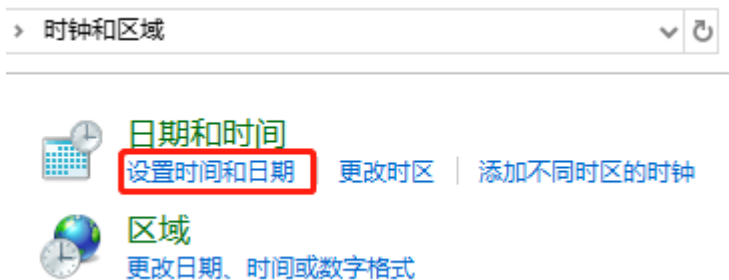 时钟和区域
日期和时间
设置时间和日期 更改时区 添加不同时区的时钟
区域
更改日期、时间或数字格式